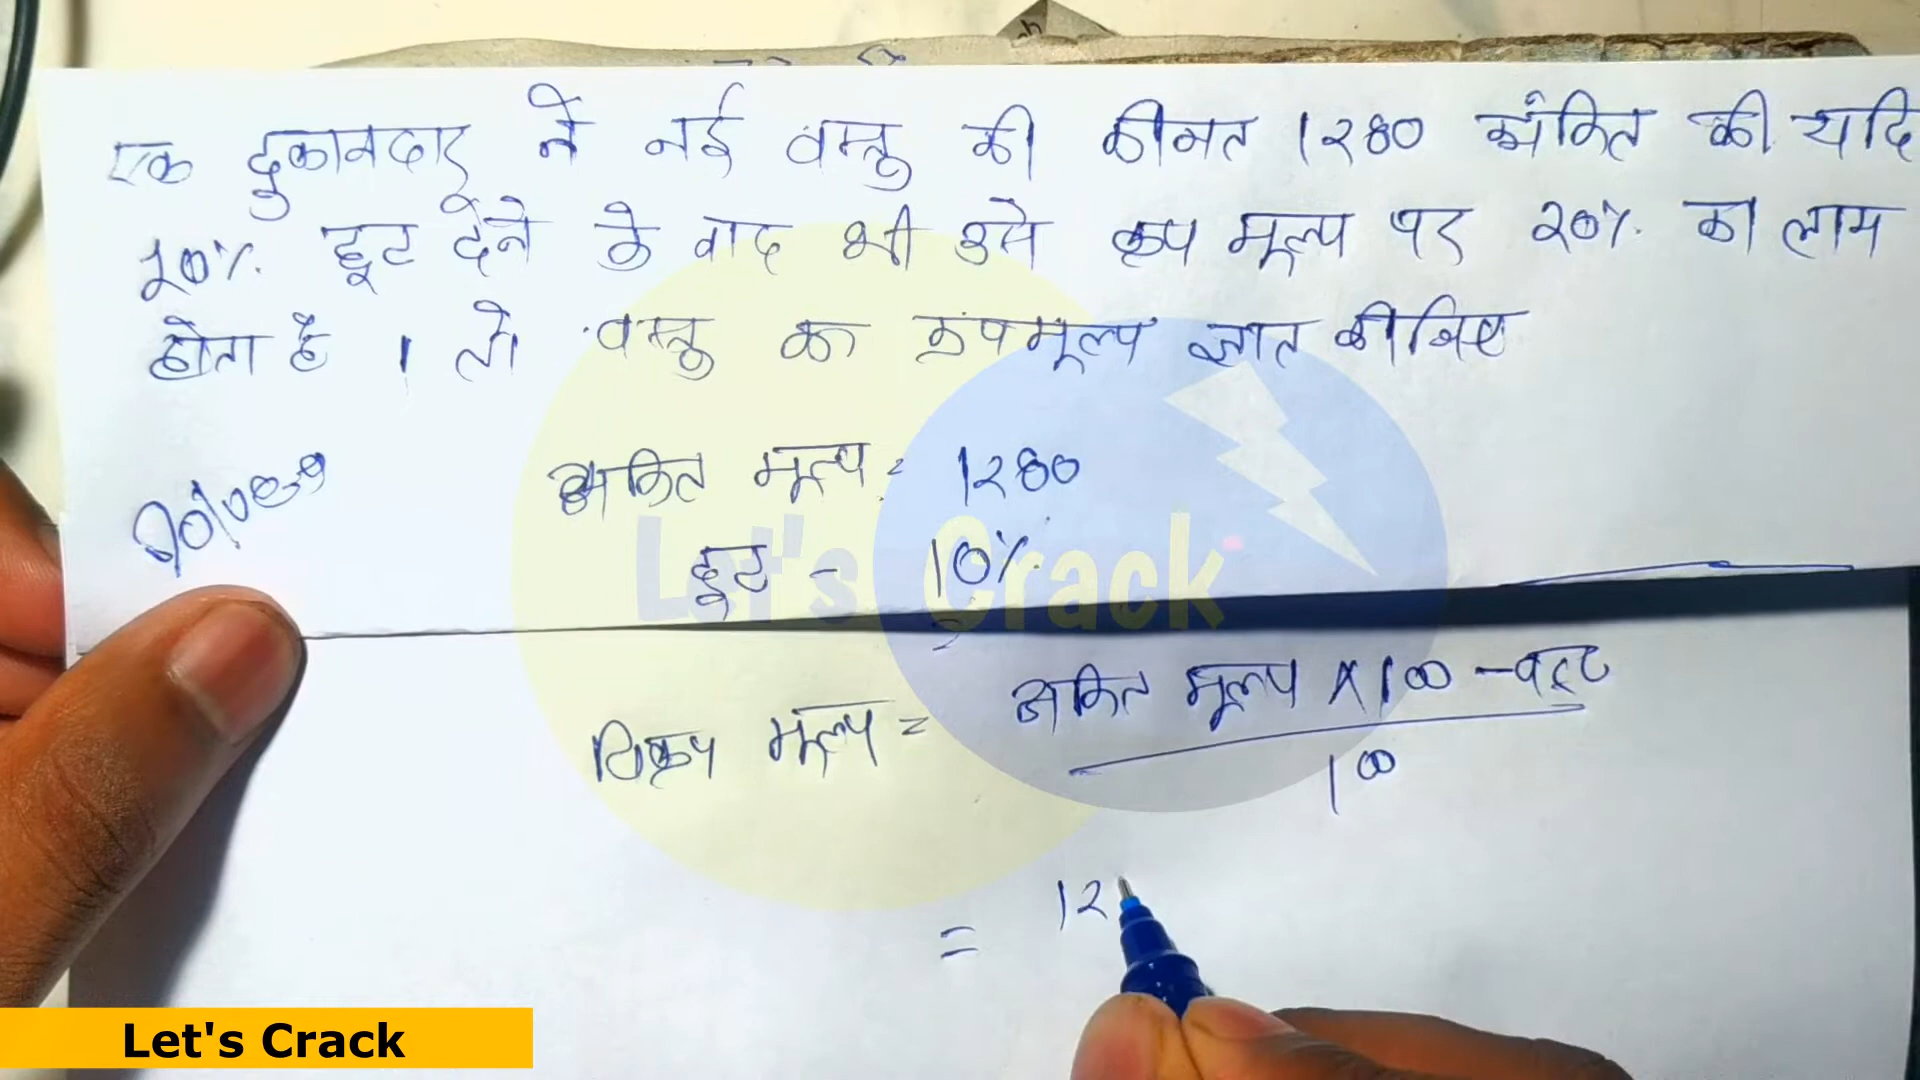 एक दुकानदार ने नई वस्तु की कीमत 1280 अंकित की यदि
10% छूट देने के बाद भी उसे क्रय मूल्य पर 20% का लाभ
होता है । तो वस्तु का क्रयमूल्य ज्ञात कीजिए
अंकित मूल्य = 1280
छूट - 10%
Let's Crack
विक्रय मूल्य = अंकित मूल्य × 100 - बट्टा
100
= 12
Let's Crack